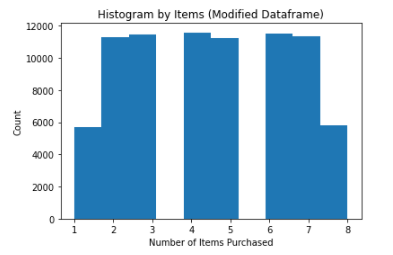 Histogram by Items (Modified Dataframe)
12000
10000
8000
6000
4000
2000
0
Count
1 2 3 4 5 6 7 8
Number of Items Purchased